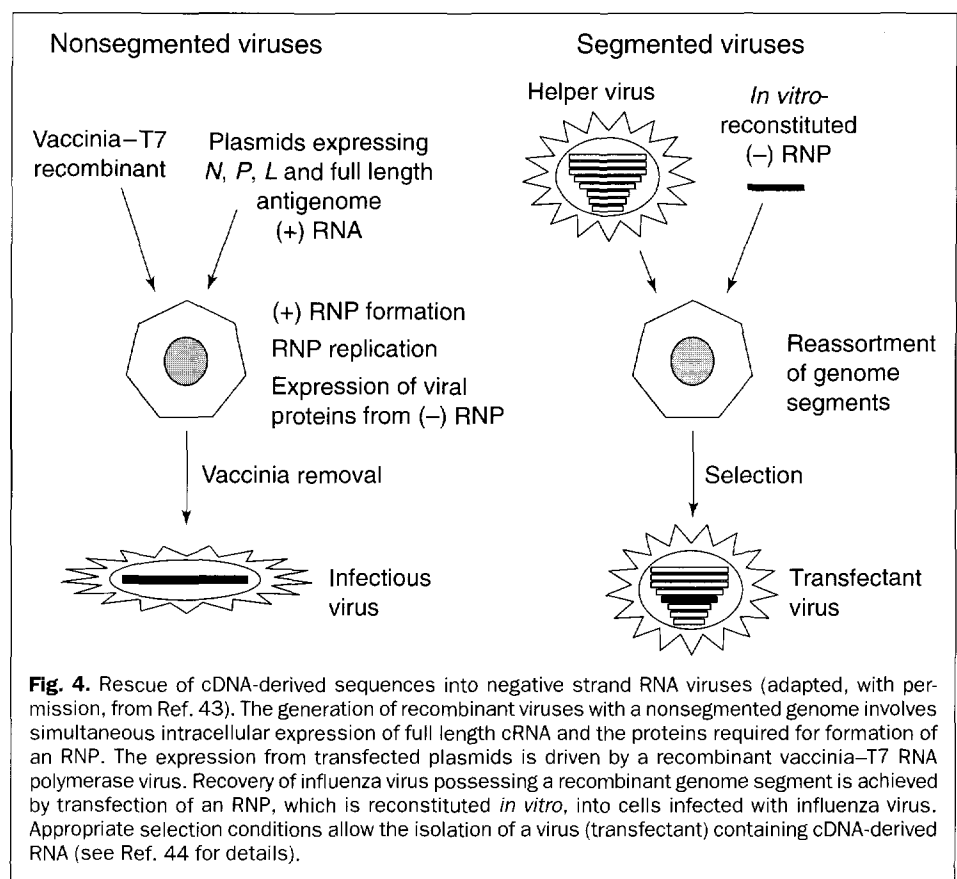 Nonsegmented viruses
Vaccinia–T7
recombinant
Plasmids expressing
N, P, L and full length
antigenome
(+) RNA
(+) RNP formation
RNP replication
Expression of viral
proteins from (–) RNP
Vaccinia removal
Infectious
virus
Segmented viruses
Helper virus
In vitro-
reconstituted
(–) RNP
Reassortment
of genome
segments
Selection
Transfectant
virus
Fig. 4. Rescue of cDNA-derived sequences into negative strand RNA viruses (adapted, with per-
mission, from Ref. 43). The generation of recombinant viruses with a nonsegmented genome involves
simultaneous intracellular expression of full length cRNA and the proteins required for formation of
an RNP. The expression from transfected plasmids is driven by a recombinant vaccinia–T7 RNA
polymerase virus. Recovery of influenza virus possessing a recombinant genome segment is achieved
by transfection of an RNP, which is reconstituted in vitro, into cells infected with influenza virus.
Appropriate selection conditions allow the isolation of a virus (transfectant) containing cDNA-derived
RNA (see Ref. 44 for details).